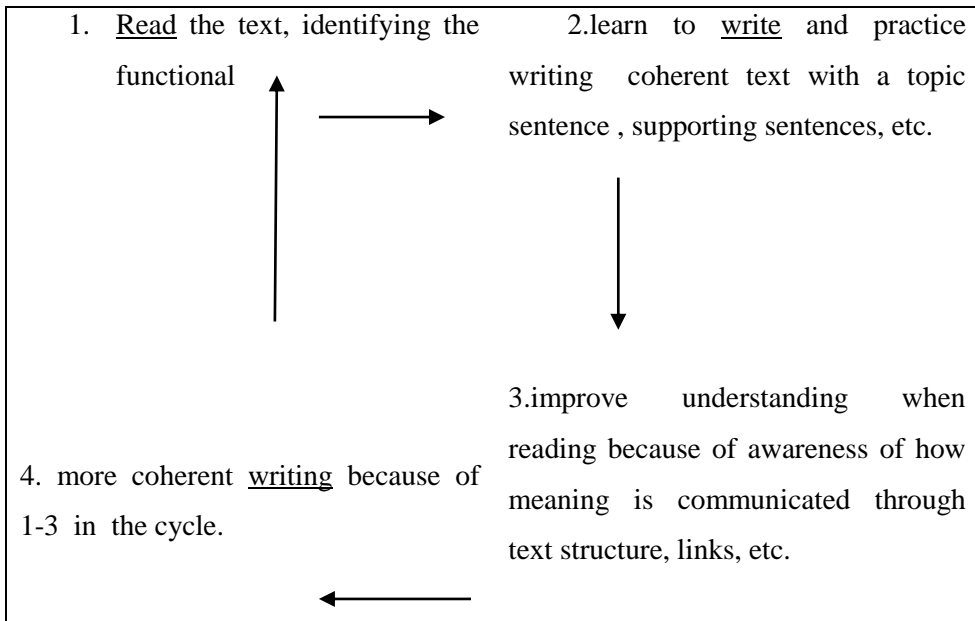 1. Read the text, identifying the
functional
2.learn to write and practice
writing coherent text with a topic
sentence , supporting sentences, etc.
3.improve understanding when
reading because of awareness of how
meaning is communicated through
text structure, links, etc.
4. more coherent writing because of
1-3 in the cycle.